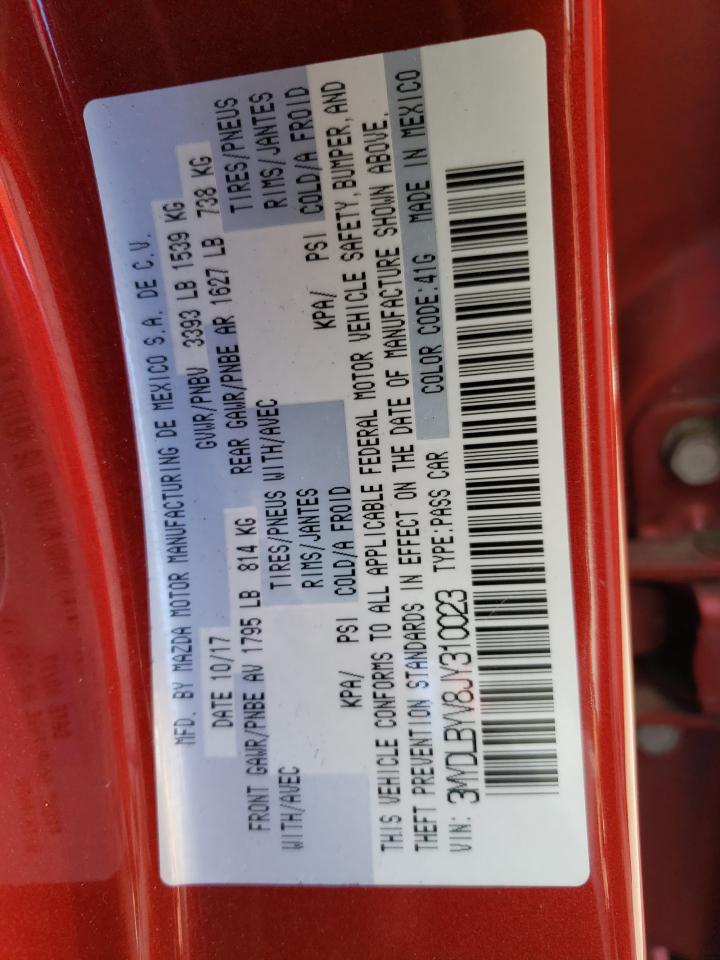 MFD. BY MAZDA MOTOR MANUFACTURING DE MEXICO S.A. DE C.V.
DATE 10/17 GVWR/PNBV 3393 LB 1539 KG
FRONT GAWR/PNBE AV 1795 LB 814 KG REAR GAWR/PNBE AR 1627 LB 738 KG
WITH/AVEC TIRES/PNEUS WITH/AVEC TIRES/PNEUS
RIMS/JANTES RIMS/JANTES
KPA/ PSI COLD/A FROID KPA/ PSI COLD/A FROID
THIS VEHICLE CONFORMS TO ALL APPLICABLE FEDERAL MOTOR VEHICLE SAFETY, BUMPER, AND
THEFT PREVENTION STANDARDS IN EFFECT ON THE DATE OF MANUFACTURE SHOWN ABOVE.
VIN: 3MYDLBYV8JY310023 TYPE:PASS CAR COLOR CODE:41G MADE IN MEXICO